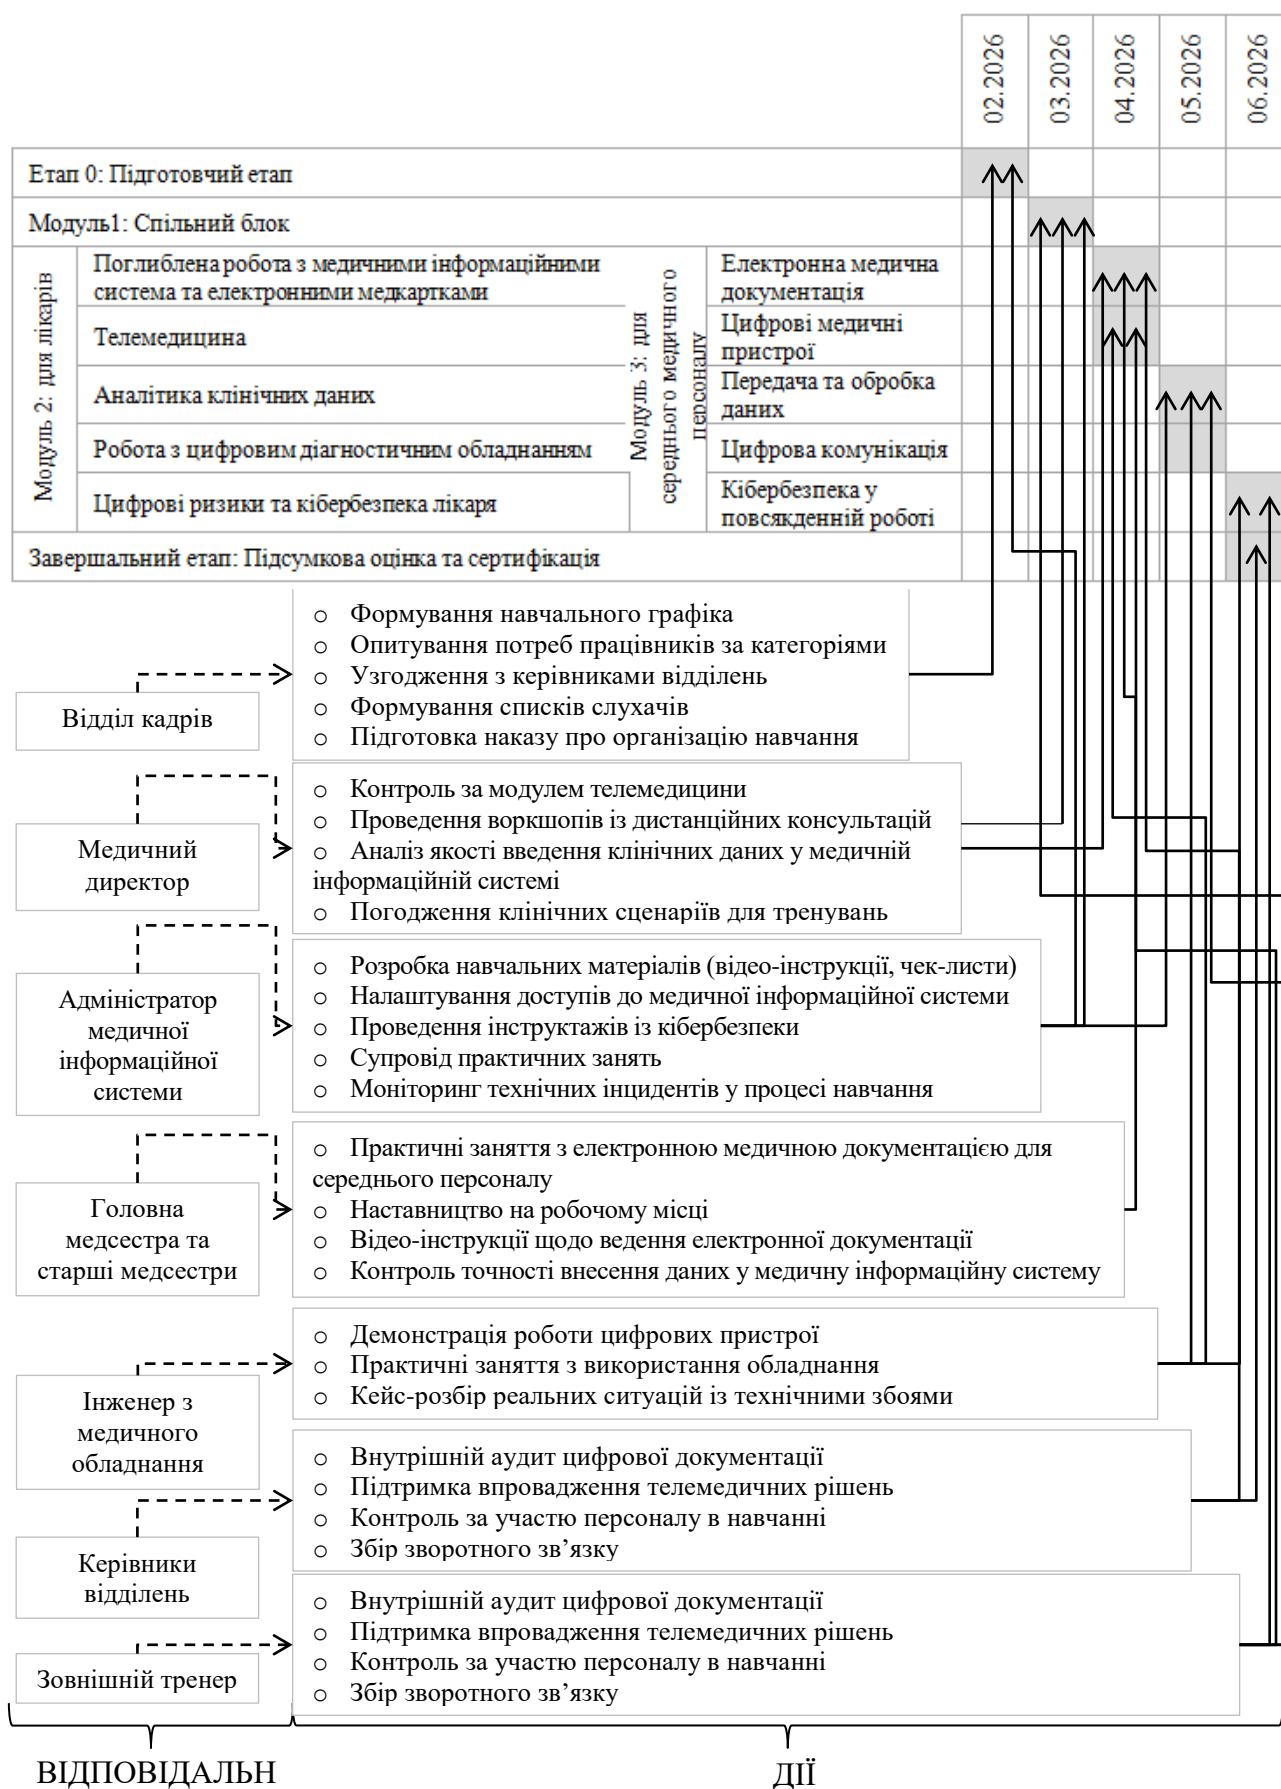 02.2026
03.2026
04.2026
05.2026
06.2026
Етап 0: Підготовчий етап
Модуль1: Спільний блок
Модуль 2: для лікарів
Поглиблена робота з медичними інформаційними
система та електронними медкартками
Телемедицина
Аналітика клінічних даних
Робота з цифровим діагностичним обладнанням
Цифрові ризики та кібербезпека лікаря
Модуль 3: для
середнього медичного
персоналу
Електронна медична
документація
Цифрові медичні
пристрої
Передача та обробка
даних
Цифрова комунікація
Кібербезпека у
повсякденній роботі
Завершальний етап: Підсумкова оцінка та сертифікація
Відділ кадрів
o Формування навчального графіка
o Опитування потреб працівників за категоріями
o Узгодження з керівниками відділень
o Формування списків слухачів
o Підготовка наказу про організацію навчання
Медичний
директор
o Контроль за модулем телемедицини
o Проведення воркшопів із дистанційних консультацій
o Аналіз якості введення клінічних даних у медичній
інформаційній системі
o Погодження клінічних сценаріїв для тренувань
Адміністратор
медичної
інформаційної
системи
o Розробка навчальних матеріалів (відео-інструкції, чек-листи)
o Налаштування доступів до медичної інформаційної системи
o Проведення інструктажів із кібербезпеки
o Супровід практичних занять
o Моніторинг технічних інцидентів у процесі навчання
Головна
медсестра та
старші медсестри
o Практичні заняття з електронною медичною документацією для
середнього персоналу
o Наставництво на робочому місці
o Відео-інструкції щодо ведення електронної документації
o Контроль точності внесення даних у медичну інформаційну систему
Інженер з
медичного
обладнання
o Демонстрація роботи цифрових пристрої
o Практичні заняття з використання обладнання
o Кейс-розбір реальних ситуацій із технічними збоями
Керівники
відділень
o Внутрішній аудит цифрової документації
o Підтримка впровадження телемедичних рішень
o Контроль за участю персоналу в навчанні
o Збір зворотного зв’язку
Зовнішній тренер
o Внутрішній аудит цифрової документації
o Підтримка впровадження телемедичних рішень
o Контроль за участю персоналу в навчанні
o Збір зворотного зв’язку
ВІДПОВІДАЛЬН
ДІЇ